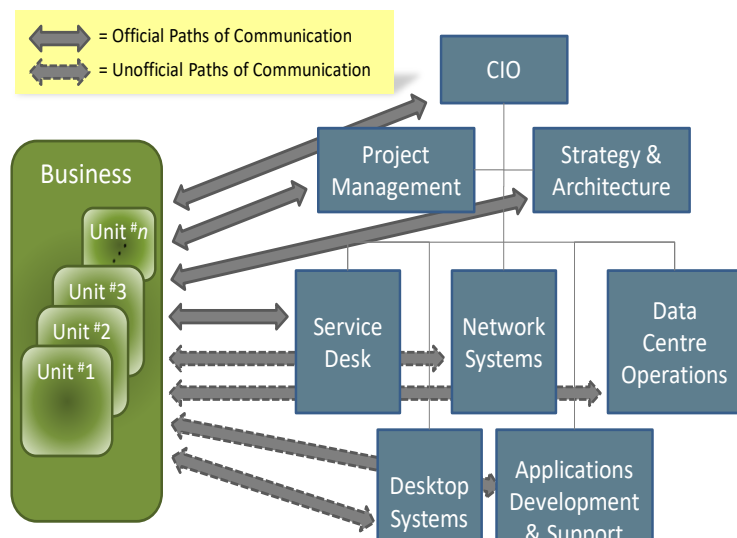 = Official Paths of Communication
= Unofficial Paths of Communication
CIO
Project
Management
Strategy &
Architecture
Business
Unit #n
Unit #3
Unit #2
Unit #1
Service
Desk
Network
Systems
Data
Centre
Operations
Desktop
Systems
Applications
Development
& Support